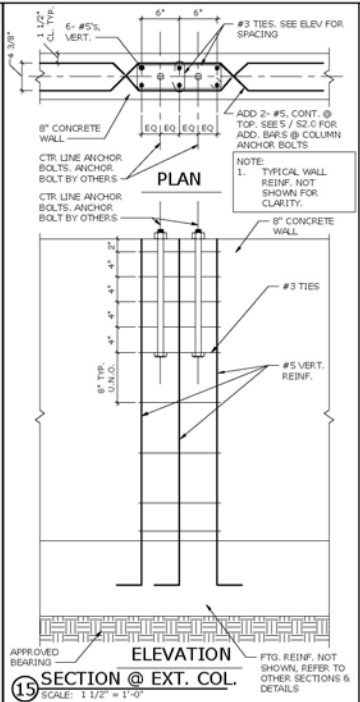 1 1/2"
CL. TYP.
4 3/8"
6- #5's,
VERT.
6"
6"
#3 TIES. SEE ELEV FOR
SPACING
8" CONCRETE
WALL
EQ
EQ
EQ
EQ
ADD 2- #5, CONT. @
TOP. SEE 5 / S2.0 FOR
ADD. BARS @ COLUMN
ANCHOR BOLTS
CTR LINE ANCHOR
BOLTS. ANCHOR
BOLT BY OTHERS
PLAN
NOTE:
1. TYPICAL WALL
REINF. NOT
SHOWN FOR
CLARITY.
CTR LINE ANCHOR
BOLTS. ANCHOR
BOLT BY OTHERS
8" CONCRETE
WALL
2"
4"
4"
4"
4"
#3 TIES
8" TYP.
U.N.O.
#5 VERT.
REINF.
APPROVED
BEARING
ELEVATION
FTG. REINF. NOT
SHOWN, REFER TO
OTHER SECTIONS &
DETAILS
15
SECTION @ EXT. COL.
SCALE: 1 1/2" = 1'-0"